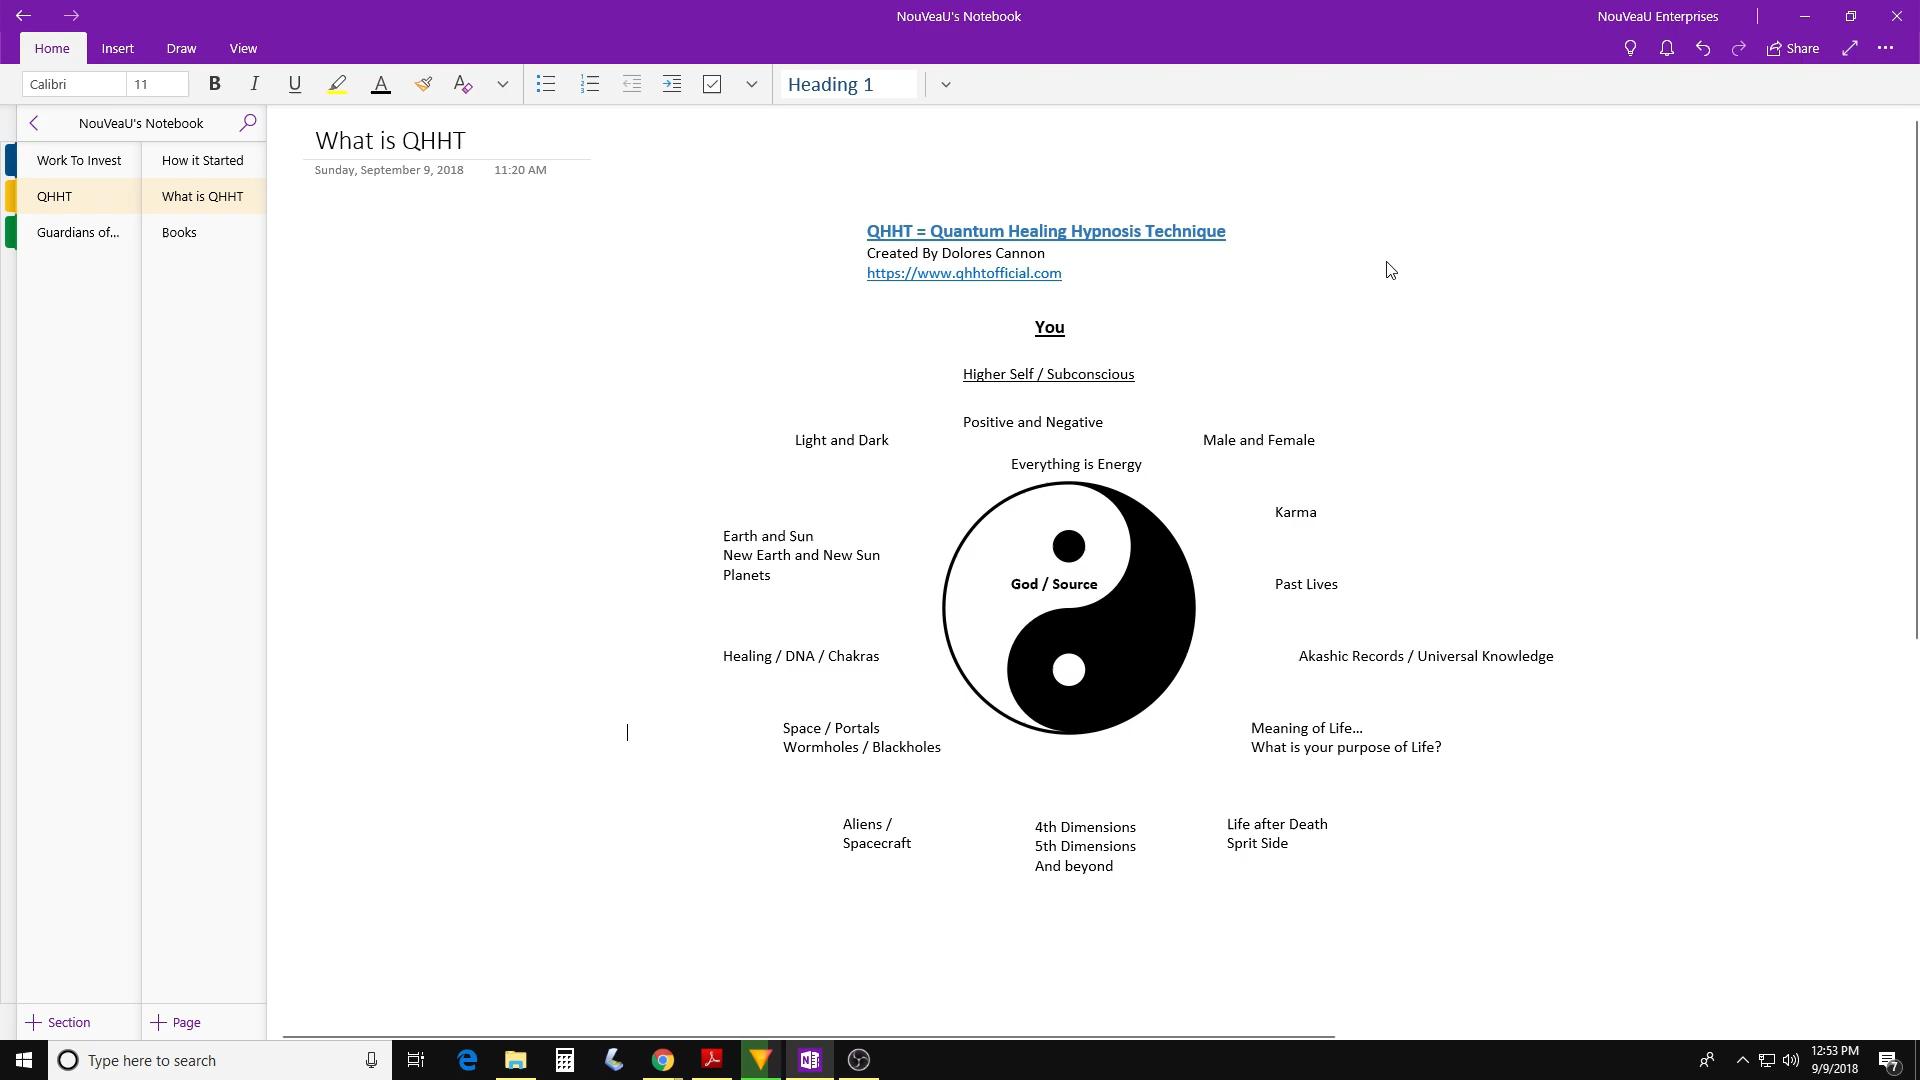 NouVeaU's Notebook
NouVeaU Enterprises
Home
Insert
Draw
View
Share
Calibri
11
B
I
U
A
A
Heading 1
NouVeaU's Notebook
Work To Invest
QHHT
Guardians of...
How it Started
What is QHHT
Books
What is QHHT
Sunday, September 9, 2018
11:20 AM
QHHT = Quantum Healing Hypnosis Technique
Created By Dolores Cannon
https://www.qhhtofficial.com
You
Higher Self / Subconscious
Positive and Negative
Light and Dark
Male and Female
Everything is Energy
Karma
Earth and Sun
New Earth and New Sun
Planets
God / Source
Past Lives
Healing / DNA / Chakras
Akashic Records / Universal Knowledge
Space / Portals
Wormholes / Blackholes
Meaning of Life...
What is your purpose of Life?
Aliens /
Spacecraft
4th Dimensions
5th Dimensions
And beyond
Life after Death
Sprit Side
Section
Page
Type here to search
12:53 PM
9/9/2018
7